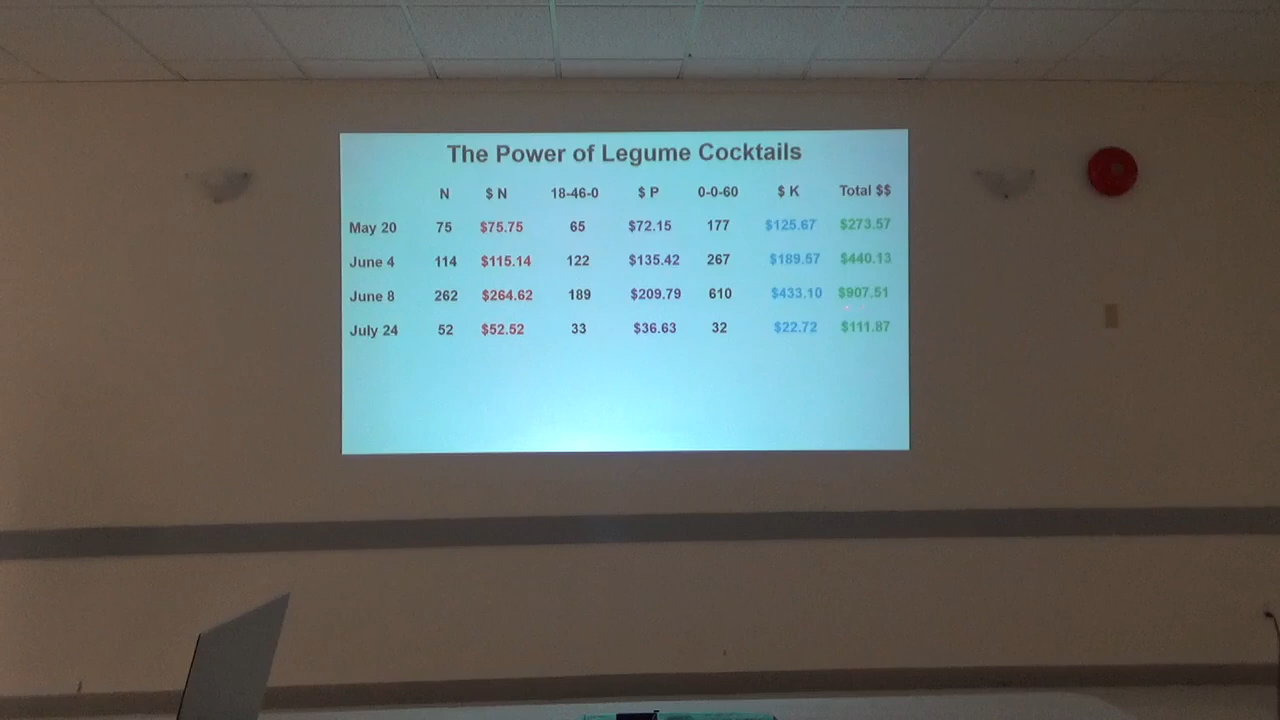 The Power of Legume Cocktails
N $ N 18-46-0 $ P 0-0-60 $ K Total $$
May 20 75 $75.75 65 $72.15 177 $125.67 $273.57
June 4 114 $115.14 122 $135.42 267 $189.57 $440.13
June 8 262 $264.62 189 $209.79 610 $433.10 $907.51
July 24 52 $52.52 33 $36.63 32 $22.72 $111.87